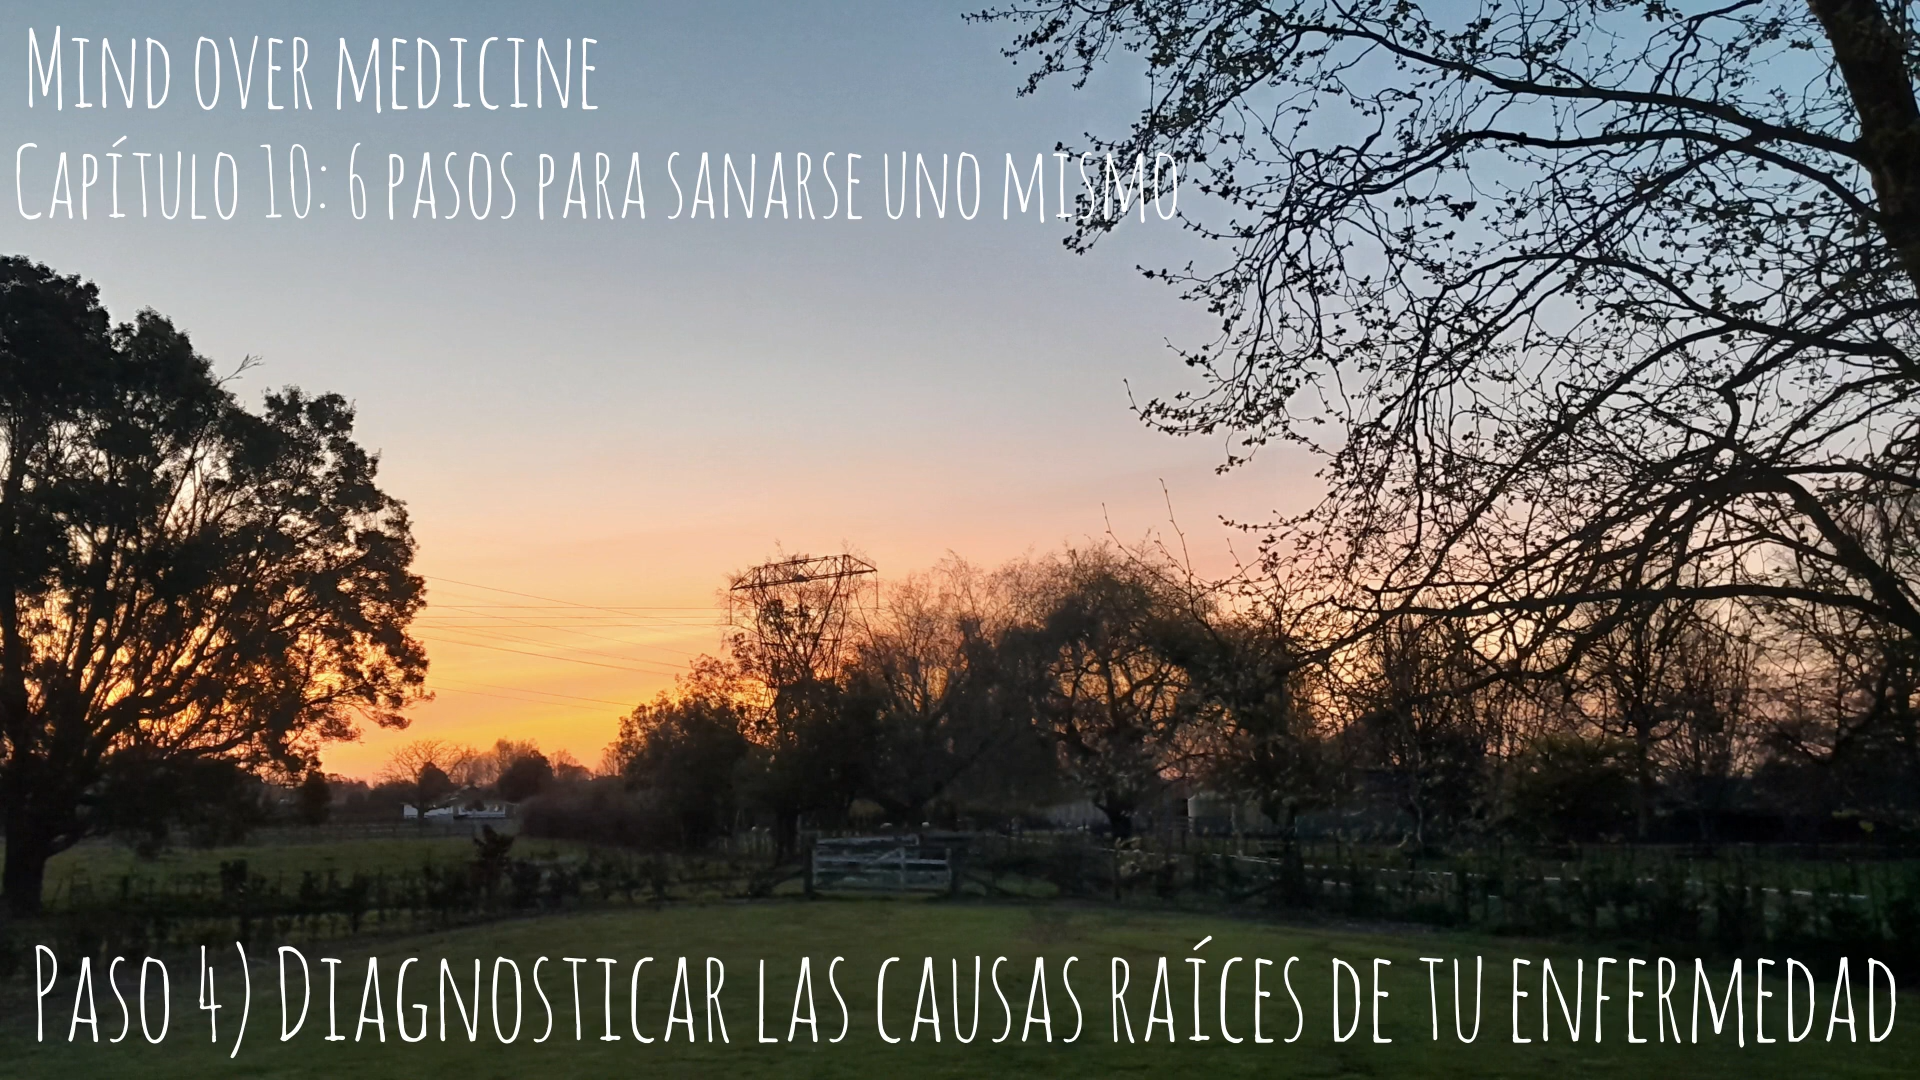 Mind over medicine
Capítulo 10: 6 pasos para sanarse uno mismo
Paso 4) Diagnosticar las causas raíces de tu enfermedad